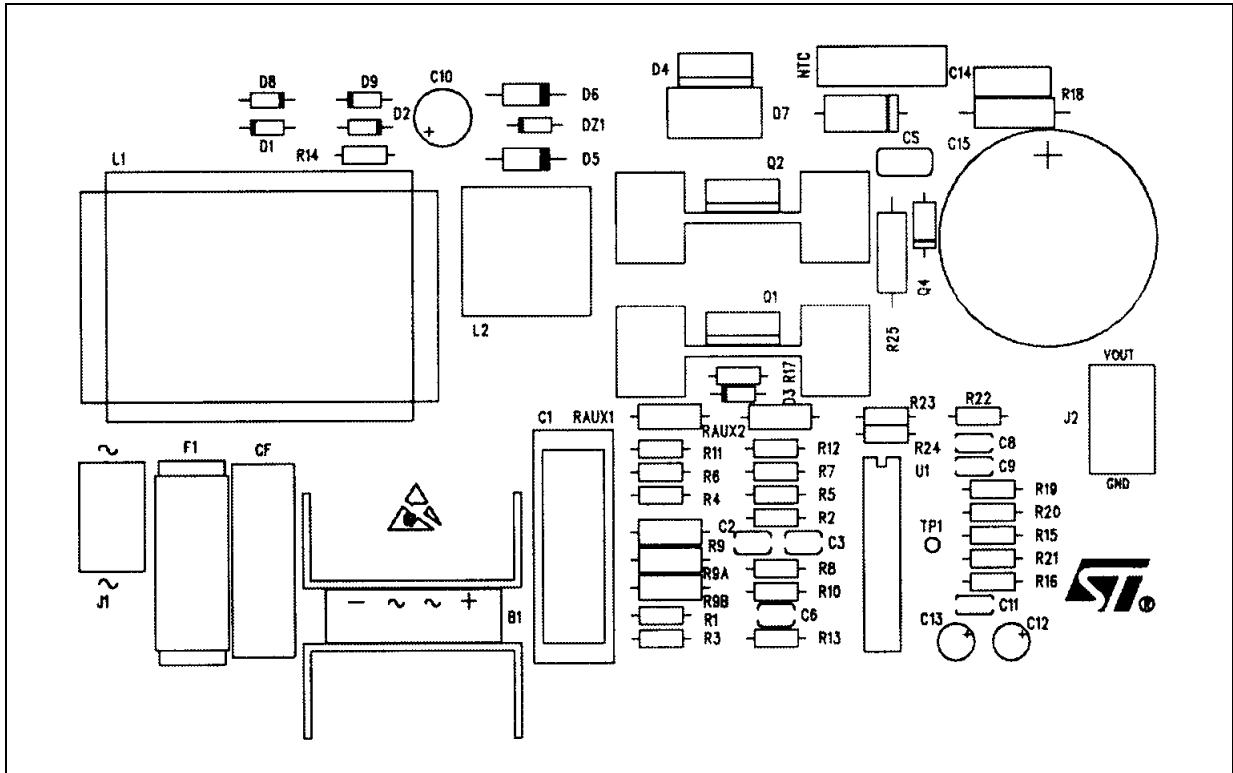 NTC
D4
C14
D8
D9
C10
D6
R18
D2
DZ1
D7
D1
CS
C15
R14
D5
L1
Q2
Q4
Q1
L2
R25
VOUT
R17
D3
C1
RAUX1
R23
R22
J2
RAUX2
F1
CF
R11
R12
R24
C8
R6
R7
U1
C9
GND
R4
R5
R19
R2
R20
C2
TP1
R9
C3
R15
R9A
R8
R21
J1
R9B
R10
R16
~
~
- ~ ~ +
B1
R1
C6
C11
C13
C12
R3
R13
ST®